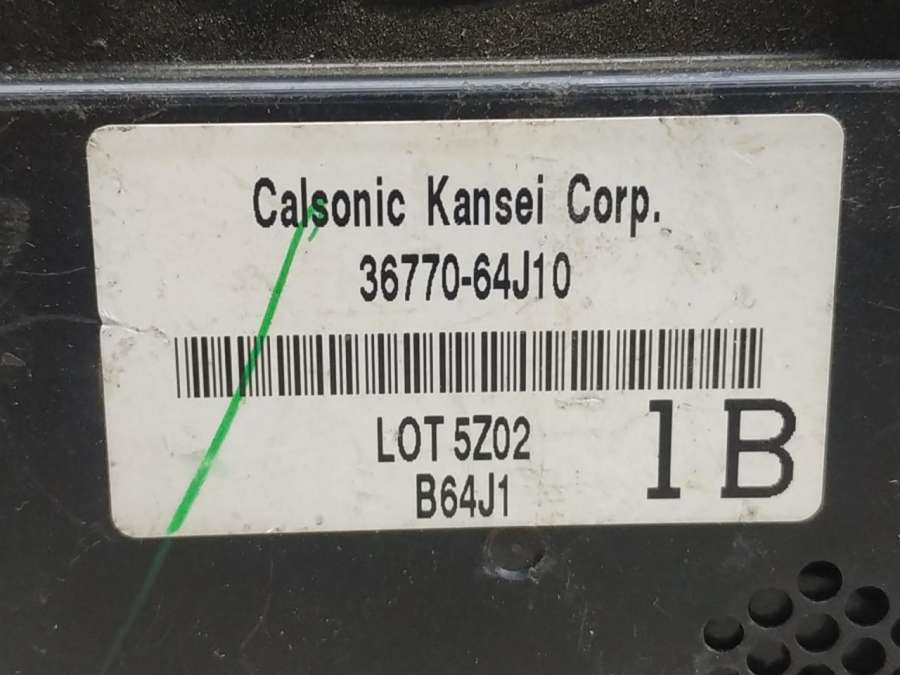 Calsonic Kansei Corp.
36770-64J10
LOT 5Z02
B64J1
1B